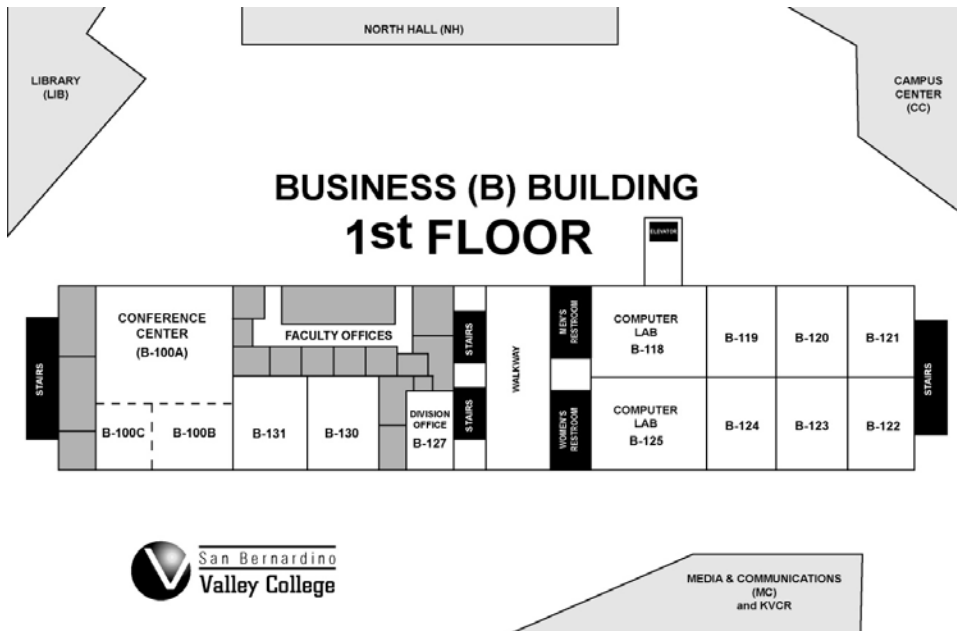 NORTH HALL (NH)
LIBRARY
(LIB)
CAMPUS
CENTER
(CC)
BUSINESS (B) BUILDING
1st FLOOR
ELEVATOR
STAIRS
CONFERENCE
CENTER
(B-100A)
FACULTY OFFICES
STAIRS
WALKWAY
MEN'S
RESTROOM
COMPUTER
LAB
B-118
B-119
B-120
B-121
STAIRS
B-100C
B-100B
B-131
B-130
DIVISION
OFFICE
B-127
STAIRS
WOMEN'S
RESTROOM
COMPUTER
LAB
B-125
B-124
B-123
B-122
V
San Bernardino
Valley College
MEDIA & COMMUNICATIONS
(MC)
and KVCR